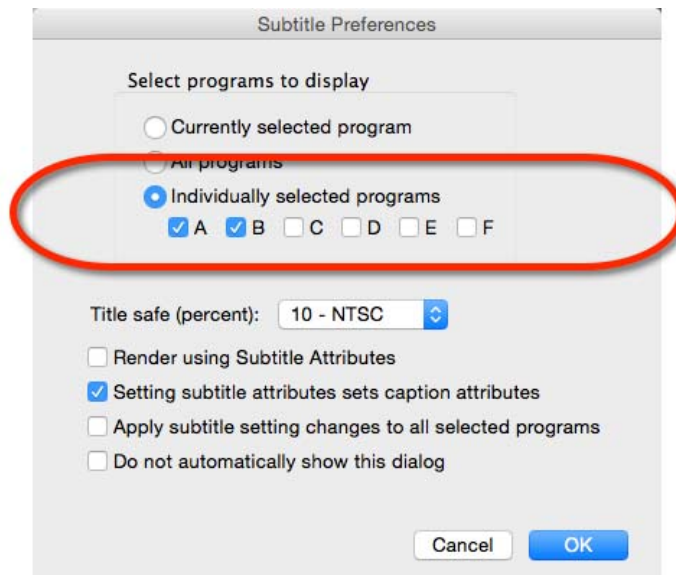 Subtitle Preferences
Select programs to display
Currently selected program
All programs
Individually selected programs
A B C D E F
Title safe (percent): 10 - NTSC
Render using Subtitle Attributes
Setting subtitle attributes sets caption attributes
Apply subtitle setting changes to all selected programs
Do not automatically show this dialog
Cancel OK